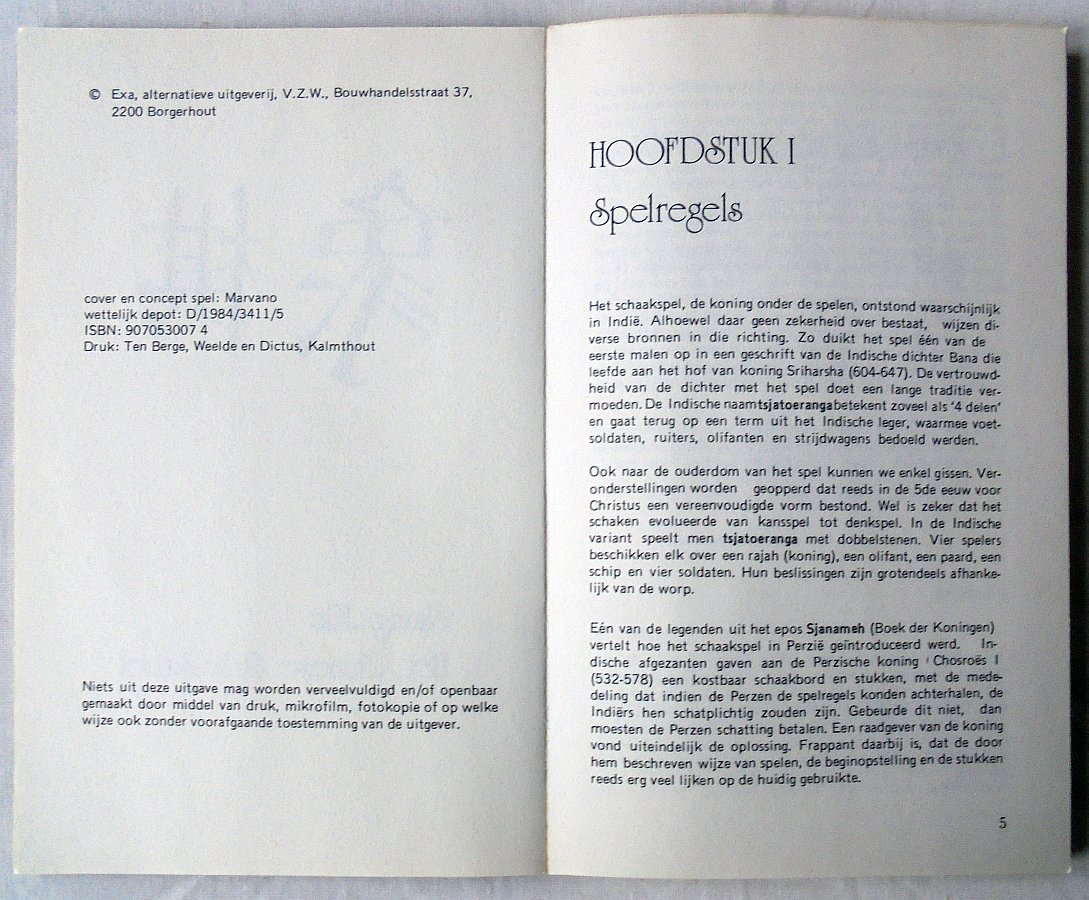 © Exa, alternatieve uitgeverij, V.Z.W., Bouwhandelsstraat 37,
2200 Borgerhout
cover en concept spel: Marvano
wettelijk depot: D/1984/3411/5
ISBN: 907053007 4
Druk: Ten Berge, Weelde en Dictus, Kalmthout
Niets uit deze uitgave mag worden verveelvuldigd en/of openbaar
gemaakt door middel van druk, mikrofilm, fotokopie of op welke
wijze ook zonder voorafgaande toestemming van de uitgever.
HOOFDSTUK I
Spelregels
Het schaakspel, de koning onder de spelen, ontstond waarschijnlijk
in Indië. Alhoewel daar geen zekerheid over bestaat, wijzen di-
verse bronnen in die richting. Zo duikt het spel één van de
eerste malen op in een geschrift van de Indische dichter Bana die
leefde aan het hof van koning Sriharsha (604-647). De vertrouwd-
heid van de dichter met het spel doet een lange traditie ver-
moeden. De Indische naam tsjatoeranga betekent zoveel als '4 delen'
en gaat terug op een term uit het Indische leger, waarmee voet-
soldaten, ruiters, olifanten en strijdwagens bedoeld werden.
Ook naar de ouderdom van het spel kunnen we enkel gissen. Ver-
onderstellingen worden geopperd dat reeds in de 5de eeuw voor
Christus een vereenvoudigde vorm bestond. Wel is zeker dat het
schaken evolueerde van kansspel tot denkspel. In de Indische
variant speelt men tsjatoeranga met dobbelstenen. Vier spelers
beschikken elk over een rajah (koning), een olifant, een paard, een
schip en vier soldaten. Hun beslissingen zijn grotendeels afhanke-
lijk van de worp.
Eén van de legenden uit het epos Sjanameh (Boek der Koningen)
vertelt hoe het schaakspel in Perzië geïntroduceerd werd. In-
dische afgezanten gaven aan de Perzische koning ' Chosroës I
(532-578) een kostbaar schaakbord en stukken, met de mede-
deling dat indien de Perzen de spelregels konden achterhalen, de
Indiërs hen schatplichtig zouden zijn. Gebeurde dit niet, dan
moesten de Perzen schatting betalen. Een raadgever van de koning
vond uiteindelijk de oplossing. Frappant daarbij is, dat de door
hem beschreven wijze van spelen, de beginopstelling en de stukken
reeds erg veel lijken op de huidig gebruikte.
5